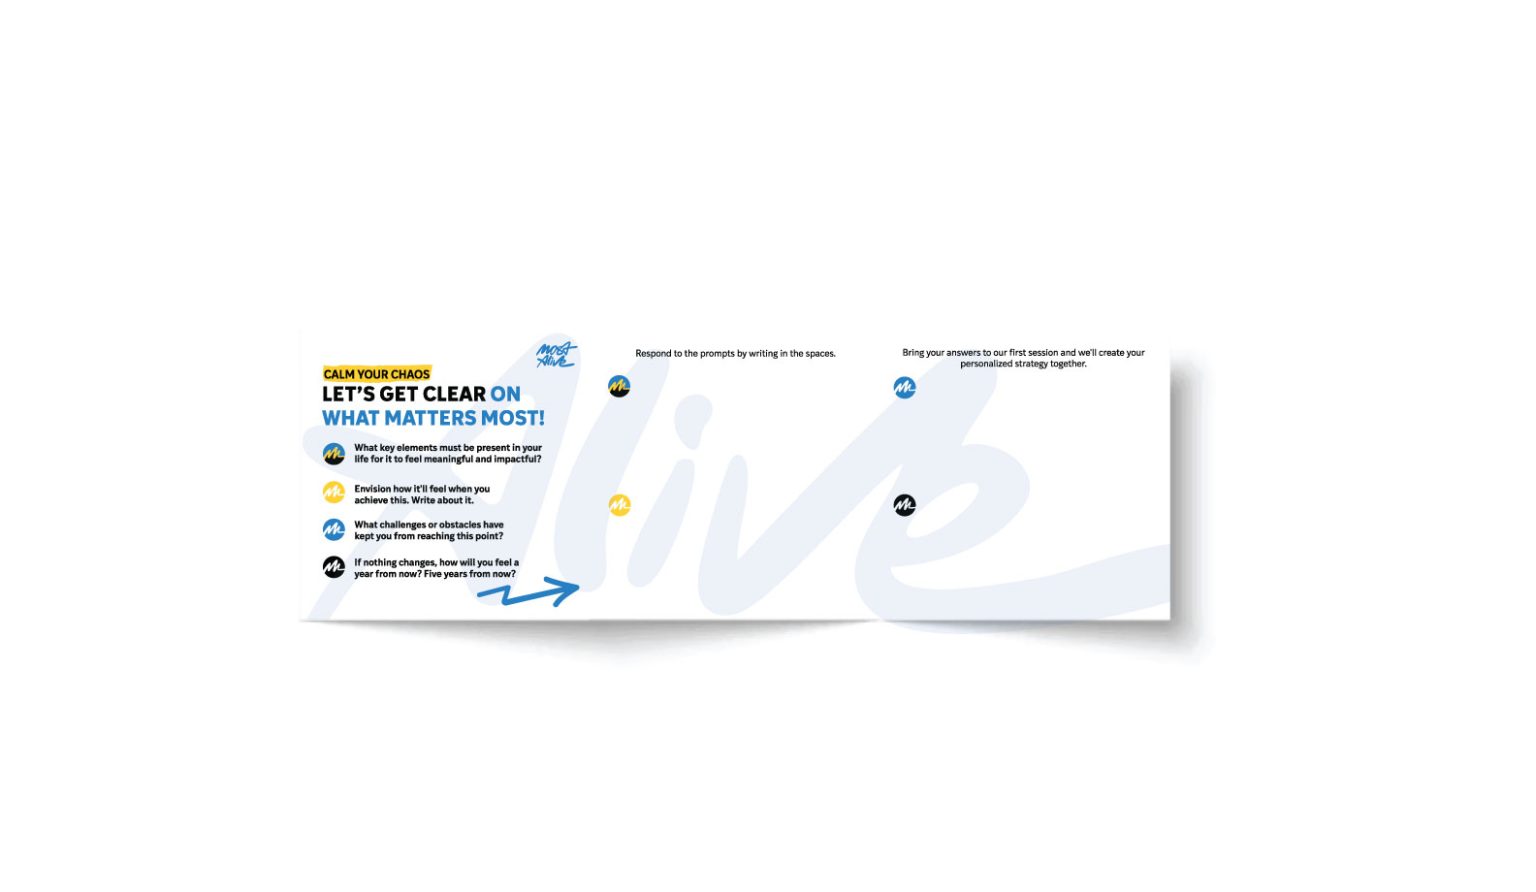 Most
Alive
CALM YOUR CHAOS
LET'S GET CLEAR ON
WHAT MATTERS MOST!
What key elements must be present in your
life for it to feel meaningful and impactful?
Envision how it'll feel when you
achieve this. Write about it.
What challenges or obstacles have
kept you from reaching this point?
If nothing changes, how will you feel a
year from now? Five years from now?
Respond to the prompts by writing in the spaces.
Bring your answers to our first session and we'll create your
personalized strategy together.
Alive